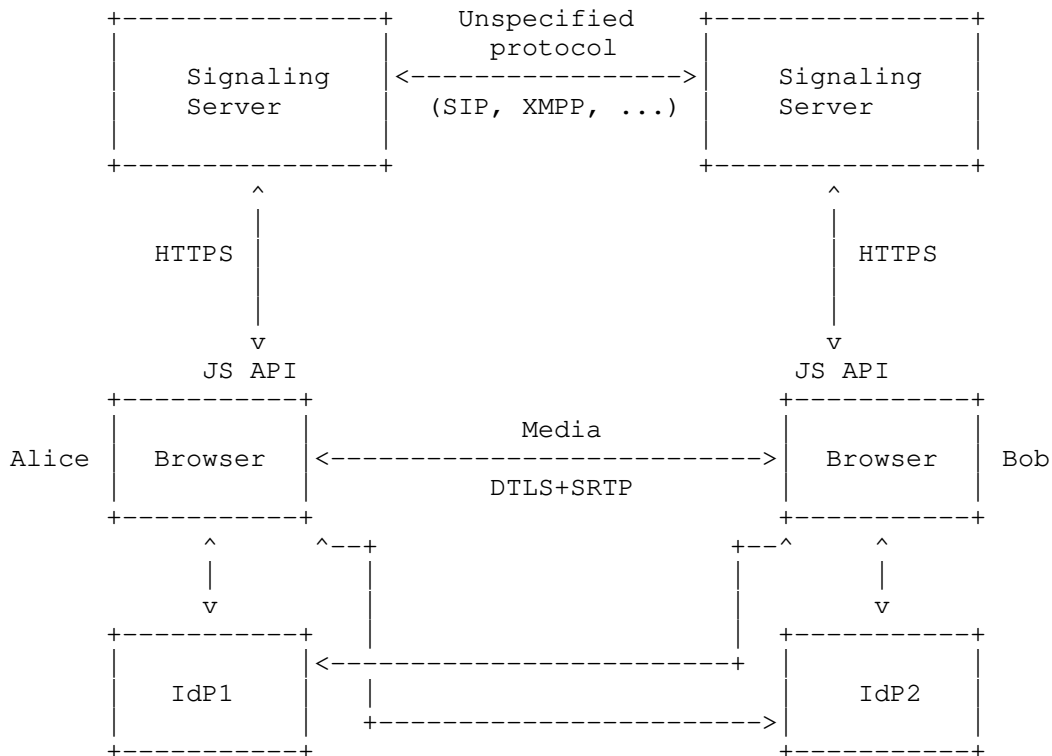 Unspecified
protocol
Signaling Server
Signaling Server
(SIP, XMPP, ...)
HTTPS
HTTPS
JS API
JS API
Alice
Browser
Media
DTLS+SRTP
Browser
Bob
IdP1
IdP2